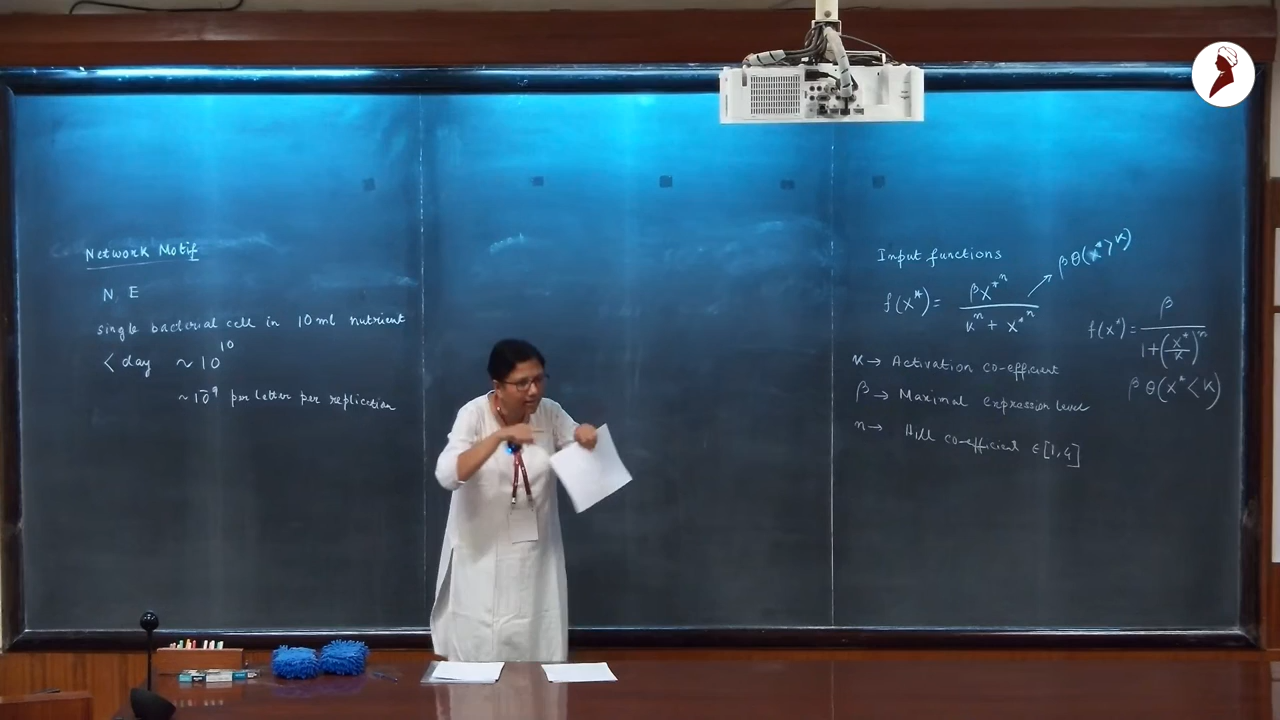 Network Motif
N E
single bacterial cell in 10 ml nutrient
< day ~ 10^10
~ 10^-9 per letter per replication
Input functions
f(x*) = βx*^n / (K^n + x*^n) → βθ(x* > K)
f(x*) = β / (1 + (x*/K)^n)
βθ(x* < K)
K → Activation co-efficient
β → Maximal expression level
n → Hill co-efficient ∈ [1,4]